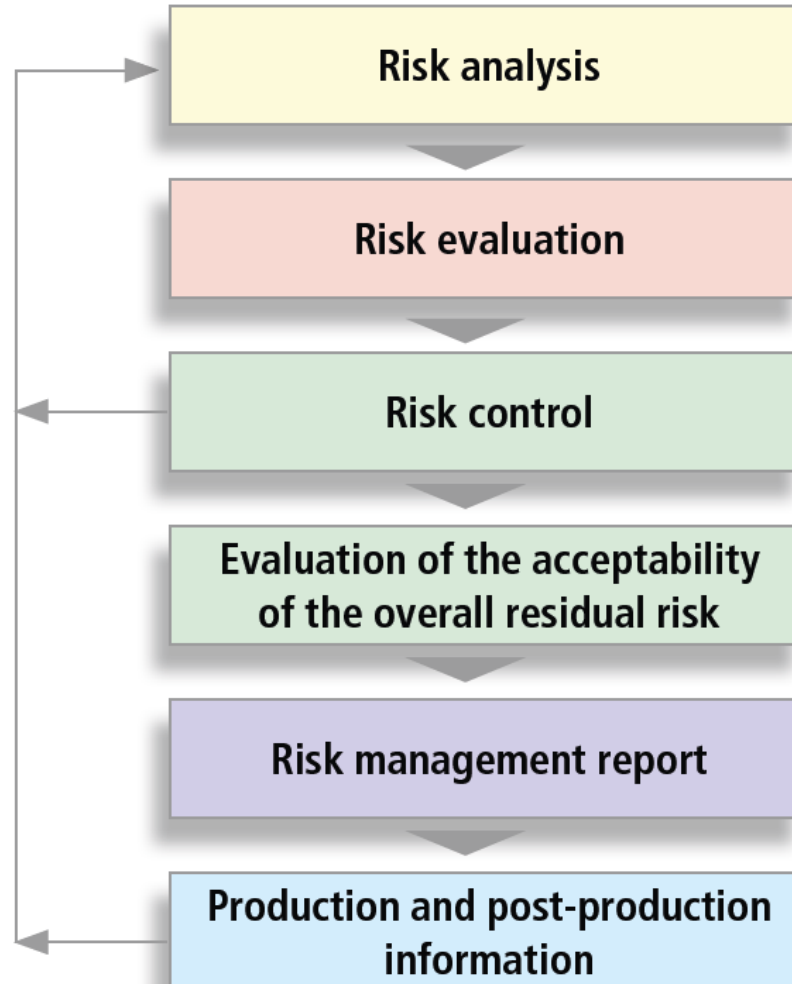 Risk analysis
Risk evaluation
Risk control
Evaluation of the acceptability
of the overall residual risk
Risk management report
Production and post-production
information